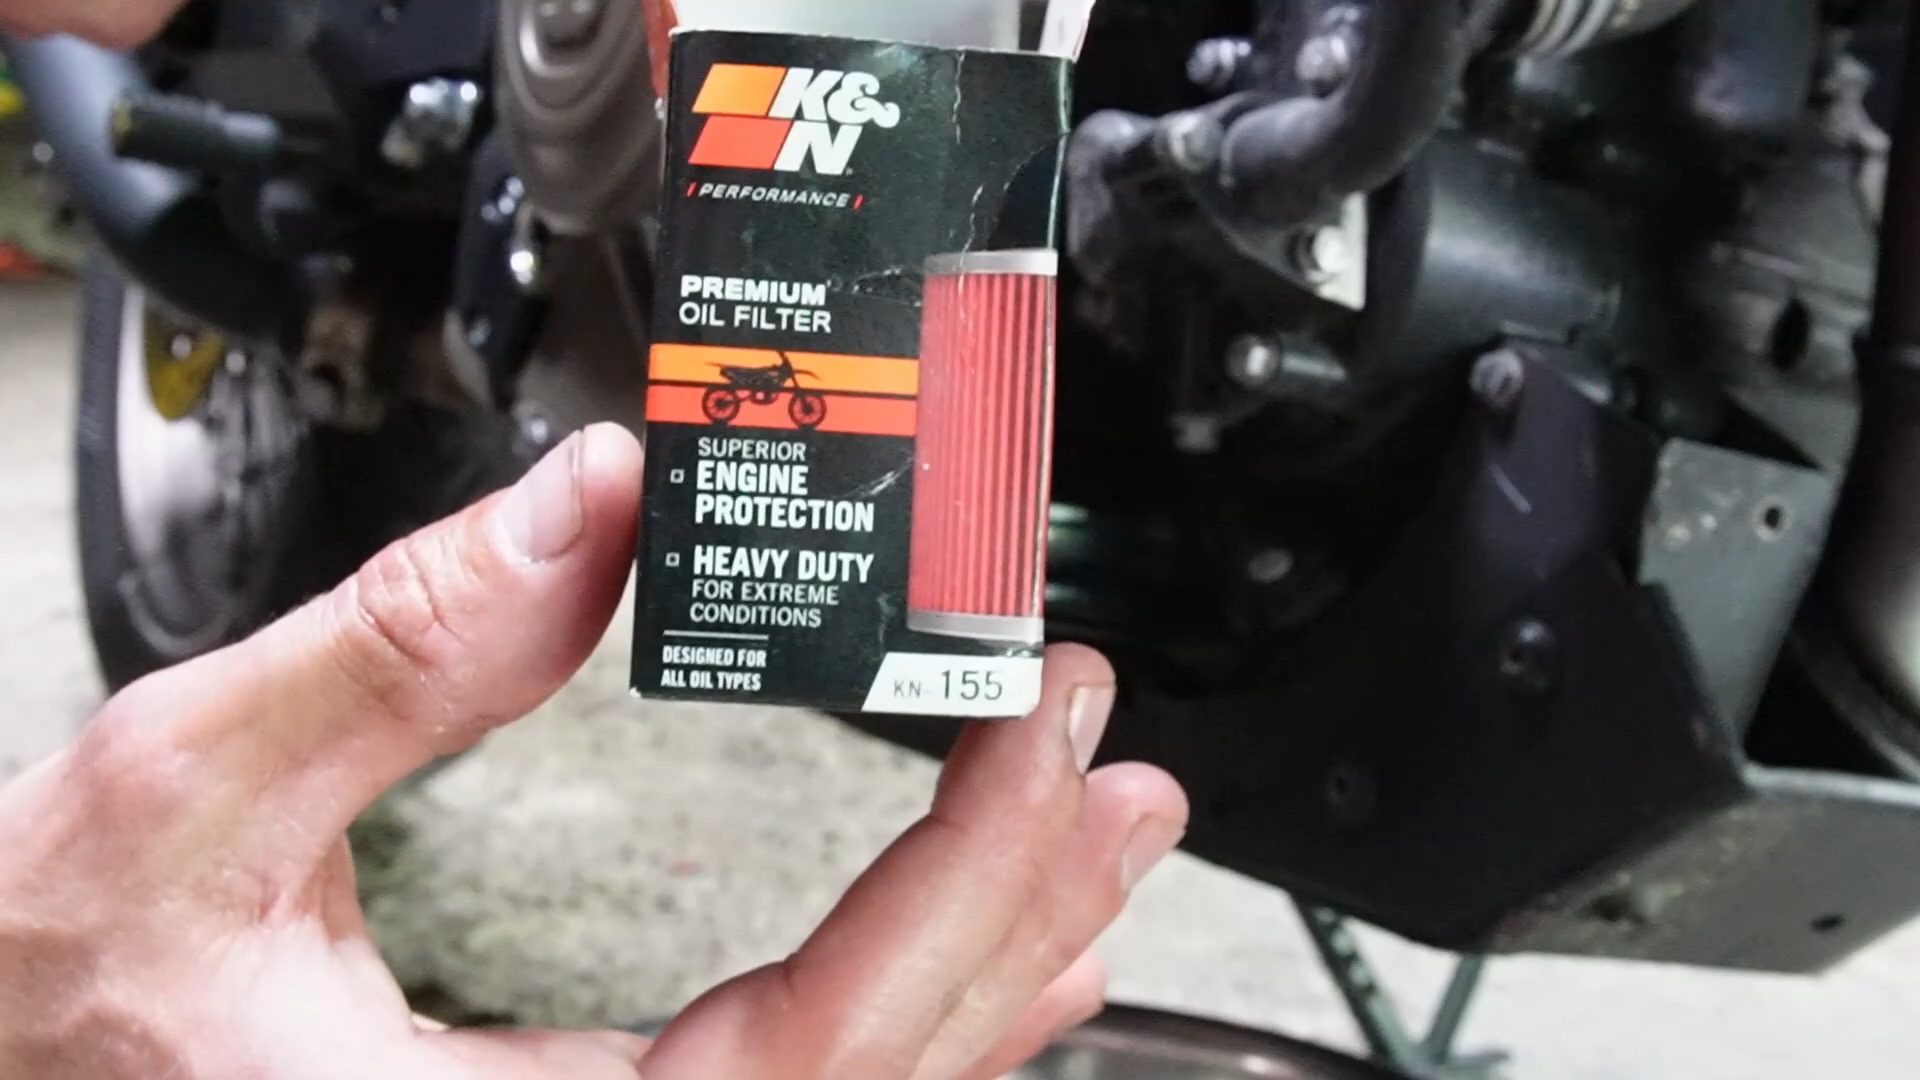 K&N
PERFORMANCE
PREMIUM
OIL FILTER
SUPERIOR
ENGINE
PROTECTION
HEAVY DUTY
FOR EXTREME
CONDITIONS
DESIGNED FOR
ALL OIL TYPES
KN-155